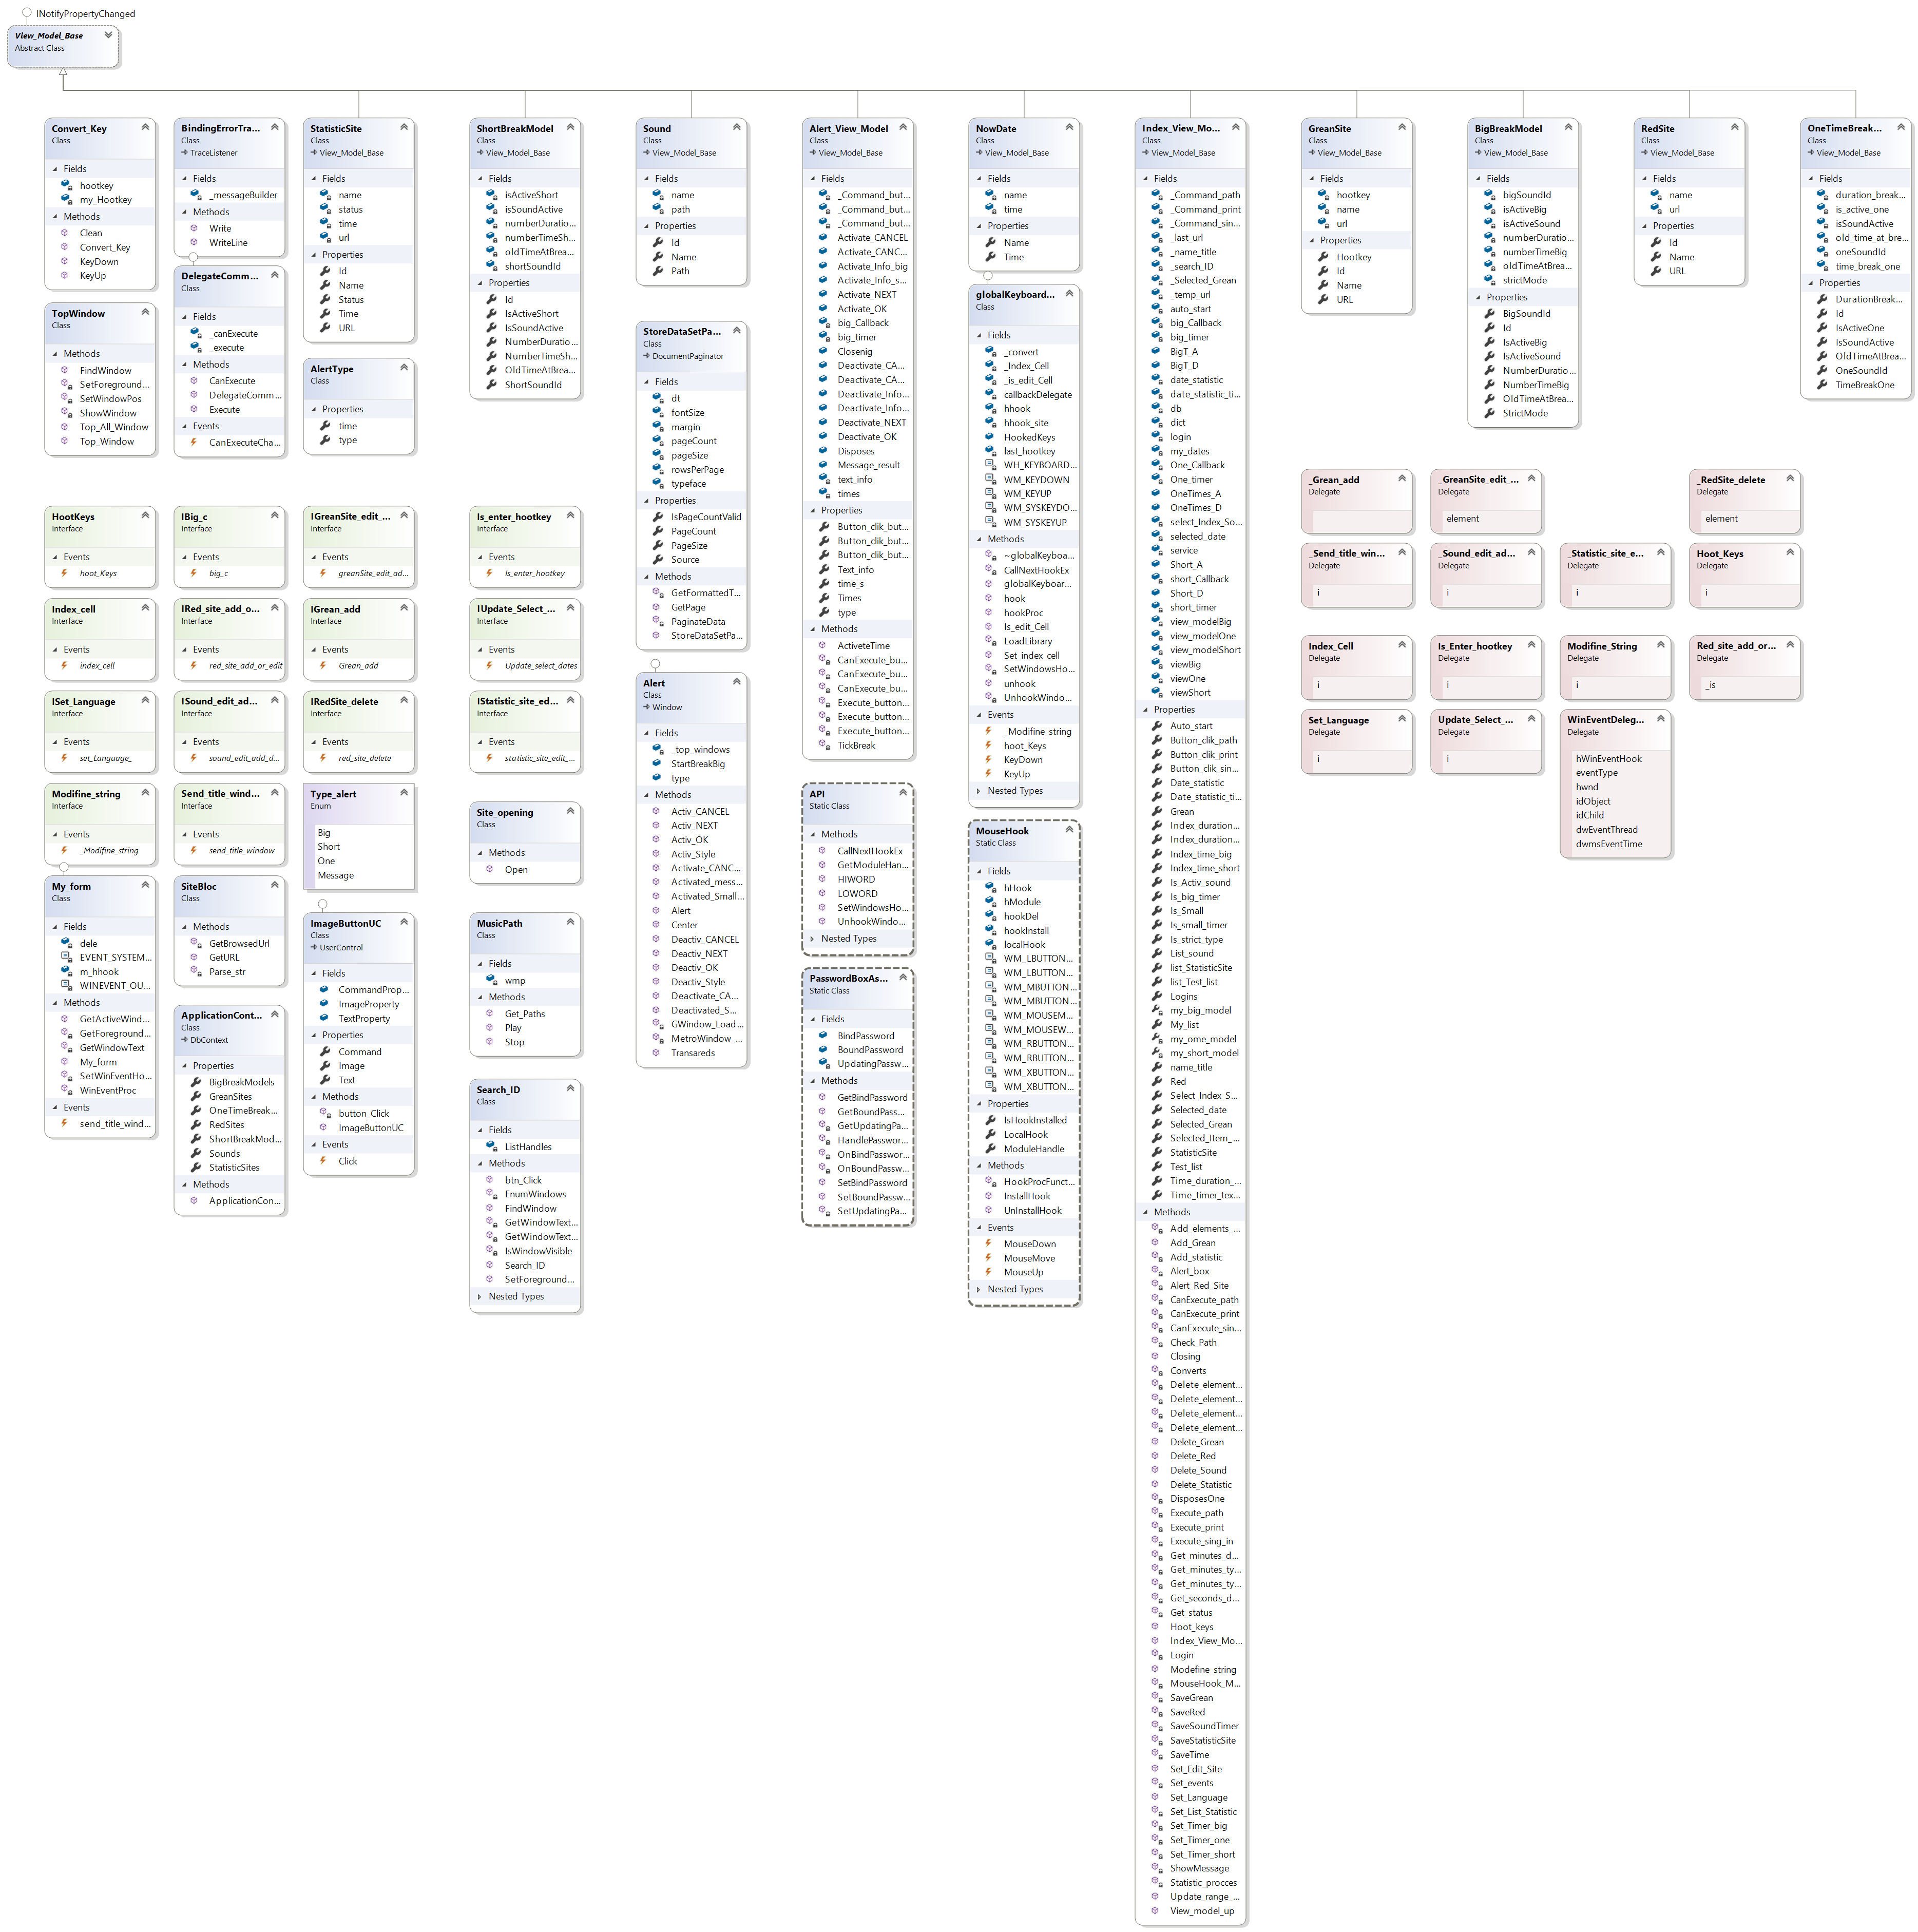 INotifyPropertyChanged
View_Model_Base
Abstract Class
Convert_Key
Class
Fields
hootkey
my_Hootkey
Methods
Clean
Convert_Key
KeyDown
KeyUp
TopWindow
Class
Methods
FindWindow
SetForeground...
SetWindowPos
ShowWindow
Top_All_Window
Top_Window
HootKeys
Interface
Events
hoot_Keys
Index_cell
Interface
Events
index_cell
ISet_Language
Interface
Events
set_Language_
Modifine_string
Interface
Events
_Modifine_string
My_form
Class
Fields
dele
EVENT_SYSTEM...
m_hhook
WINEVENT_OU...
Methods
GetActiveWind...
GetForeground...
GetWindowText
My_form
SetWinEventHo...
WinEventProc
Events
send_title_wind...
BindingErrorTra...
Class
TraceListener
Fields
_messageBuilder
Methods
Write
WriteLine
DelegateComm...
Class
Fields
_canExecute
_execute
Methods
CanExecute
DelegateComm...
Execute
Events
CanExecuteCha...
IBig_c
Interface
Events
big_c
IRed_site_add_o...
Interface
Events
red_site_add_or_edit
ISound_edit_ad...
Interface
Events
sound_edit_add_d...
Send_title_wind...
Interface
Events
send_title_window
SiteBloc
Class
Methods
GetBrowsedUrl
GetURL
Parse_str
ApplicationCont...
Class
DbContext
Properties
BigBreakModels
GreanSites
OneTimeBreak...
RedSites
ShortBreakMod...
Sounds
StatisticSites
Methods
ApplicationCon...
StatisticSite
Class
View_Model_Base
Fields
name
status
time
url
Properties
Id
Name
Status
Time
URL
AlertType
Class
Properties
time
type
IGreanSite_edit_...
Interface
Events
greanSite_edit_ad...
IGrean_add
Interface
Events
Grean_add
IRedSite_delete
Interface
Events
red_site_delete
Type_alert
Enum
Big
Short
One
Message
ImageButtonUC
Class
UserControl
Fields
CommandProp...
ImageProperty
TextProperty
Properties
Command
Image
Text
Methods
button_Click
ImageButtonUC
Events
Click
ShortBreakModel
Class
View_Model_Base
Fields
isActiveShort
isSoundActive
numberDuratio...
numberTimeSh...
oldTimeAtBrea...
shortSoundId
Properties
Id
IsActiveShort
IsSoundActive
NumberDuratio...
NumberTimeSh...
OldTimeAtBrea...
ShortSoundId
Is_enter_hootkey
Interface
Events
Is_enter_hootkey
IUpdate_Select_...
Interface
Events
Update_select_dates
IStatistic_site_ed...
Interface
Events
statistic_site_edit_...
Site_opening
Class
Methods
Open
MusicPath
Class
Fields
wmp
Methods
Get_Paths
Play
Stop
Search_ID
Class
Fields
ListHandles
Methods
btn_Click
EnumWindows
FindWindow
GetWindowText...
GetWindowText...
IsWindowVisible
Search_ID
SetForeground...
Nested Types
Sound
Class
View_Model_Base
Fields
name
path
Properties
Id
Name
Path
StoreDataSetPa...
Class
DocumentPaginator
Fields
dt
fontSize
margin
pageCount
pageSize
rowsPerPage
typeface
Properties
IsPageCountValid
PageCount
PageSize
Source
Methods
GetFormattedT...
GetPage
PaginateData
StoreDataSetPa...
Alert
Class
Window
Fields
_top_windows
StartBreakBig
type
Methods
Activ_CANCEL
Activ_NEXT
Activ_OK
Activ_Style
Activate_CANC...
Activated_mess...
Activated_Small...
Alert
Center
Deactiv_CANCEL
Deactiv_NEXT
Deactiv_OK
Deactiv_Style
Deactivate_CA...
Deactivated_S...
GWindow_Load...
MetroWindow_...
Transareds
Alert_View_Model
Class
View_Model_Base
Fields
_Command_but...
_Command_but...
_Command_but...
Activate_CANCEL
Activate_CANC...
Activate_Info_big
Activate_Info_s...
Activate_NEXT
Activate_OK
big_Callback
big_timer
Closenig
Deactivate_CA...
Deactivate_CA...
Deactivate_Info...
Deactivate_Info...
Deactivate_NEXT
Deactivate_OK
Disposes
Message_result
text_info
times
Properties
Button_clik_but...
Button_clik_but...
Button_clik_but...
Text_info
time_s
Times
type
Methods
ActiveteTime
CanExecute_bu...
CanExecute_bu...
CanExecute_bu...
Execute_button...
Execute_button...
Execute_button...
TickBreak
API
Static Class
Methods
CallNextHookEx
GetModuleHan...
HIWORD
LOWORD
SetWindowsHo...
UnhookWindo...
Nested Types
PasswordBoxAs...
Static Class
Fields
BindPassword
BoundPassword
UpdatingPassw...
Methods
GetBindPassword
GetBoundPass...
GetUpdatingPa...
HandlePasswor...
OnBindPasswor...
OnBoundPassw...
SetBindPassword
SetBoundPassw...
SetUpdatingPa...
NowDate
Class
View_Model_Base
Fields
name
time
Properties
Name
Time
globalKeyboard...
Class
Fields
_convert
_Index_Cell
_is_edit_Cell
callbackDelegate
hhook
hhook_site
HookedKeys
last_hootkey
WH_KEYBOARD...
WM_KEYDOWN
WM_KEYUP
WM_SYSKEYDO...
WM_SYSKEYUP
Methods
~globalKeyboa...
CallNextHookEx
globalKeyboar...
hook
hookProc
Is_edit_Cell
LoadLibrary
Set_index_cell
SetWindowsHo...
unhook
UnhookWindo...
Events
_Modifine_string
hoot_Keys
KeyDown
KeyUp
Nested Types
MouseHook
Static Class
Fields
hHook
hModule
hookDel
hookInstall
localHook
WM_LBUTTON...
WM_LBUTTON...
WM_MBUTTON...
WM_MBUTTON...
WM_MOUSEM...
WM_MOUSEW...
WM_RBUTTON...
WM_RBUTTON...
WM_XBUTTON...
WM_XBUTTON...
Properties
IsHookInstalled
LocalHook
ModuleHandle
Methods
HookProcFunct...
InstallHook
UnInstallHook
Events
MouseDown
MouseMove
MouseUp
Nested Types
Index_View_Mo...
Class
View_Model_Base
Fields
_Command_path
_Command_print
_Command_sin...
_last_url
_name_title
_search_ID
_Selected_Grean
_temp_url
auto_start
big_Callback
big_timer
BigT_A
BigT_D
date_statistic
date_statistic_ti...
db
dict
login
my_dates
One_Callback
One_timer
OneTimes_A
OneTimes_D
select_Index_So...
selected_date
service
Short_A
short_Callback
Short_D
short_timer
view_modelBig
view_modelOne
view_modelShort
viewBig
viewOne
viewShort
Properties
Auto_start
Button_clik_path
Button_clik_print
Button_clik_sin...
Date_statistic
Date_statistic_ti...
Grean
Index_duration...
Index_duration...
Index_time_big
Index_time_short
Is_Activ_sound
Is_big_timer
Is_Small
Is_small_timer
Is_strict_type
List_sound
list_StatisticSite
list_Test_list
Logins
my_big_model
My_list
my_ome_model
my_short_model
name_title
Red
Select_Index_S...
Selected_date
Selected_Grean
Selected_Item_...
StatisticSite
Test_list
Time_duration_...
Time_timer_tex...
Methods
Add_elements_...
Add_Grean
Add_statistic
Alert_box
Alert_Red_Site
CanExecute_path
CanExecute_print
CanExecute_sin...
Check_Path
Closing
Converts
Delete_element...
Delete_element...
Delete_element...
Delete_element...
Delete_Grean
Delete_Red
Delete_Sound
Delete_Statistic
DisposesOne
Execute_path
Execute_print
Execute_sing_in
Get_minutes_d...
Get_minutes_ty...
Get_minutes_ty...
Get_seconds_d...
Get_status
Hoot_keys
Index_View_Mo...
Login
Modefine_string
MouseHook_M...
SaveGrean
SaveRed
SaveSoundTimer
SaveStatisticSite
SaveTime
Set_Edit_Site
Set_events
Set_Language
Set_List_Statistic
Set_Timer_big
Set_Timer_one
Set_Timer_short
ShowMessage
Statistic_procces
Update_range_...
View_model_up
GreanSite
Class
View_Model_Base
Fields
hootkey
name
url
Properties
Hootkey
Id
Name
URL
BigBreakModel
Class
View_Model_Base
Fields
bigSoundId
isActiveBig
isActiveSound
numberDuratio...
numberTimeBig
oldTimeAtBrea...
strictMode
Properties
BigSoundId
Id
IsActiveBig
IsActiveSound
NumberDuratio...
NumberTimeBig
OldTimeAtBrea...
StrictMode
RedSite
Class
View_Model_Base
Fields
name
url
Properties
Id
Name
URL
OneTimeBreak...
Class
View_Model_Base
Fields
duration_break...
is_active_one
isSoundActive
old_time_at_bre...
oneSoundId
time_break_one
Properties
DurationBreak...
Id
IsActiveOne
IsSoundActive
OldTimeAtBrea...
OneSoundId
TimeBreakOne
_Grean_add
Delegate
_GreanSite_edit_...
Delegate
element
_RedSite_delete
Delegate
element
_Send_title_win...
Delegate
i
_Sound_edit_ad...
Delegate
i
_Statistic_site_e...
Delegate
i
Hoot_Keys
Delegate
i
Index_Cell
Delegate
i
Is_Enter_hootkey
Delegate
i
Modifine_String
Delegate
i
Red_site_add_or...
Delegate
_is
Set_Language
Delegate
i
Update_Select_...
Delegate
i
WinEventDeleg...
Delegate
hWinEventHook
eventType
hwnd
idObject
idChild
dwEventThread
dwmsEventTime